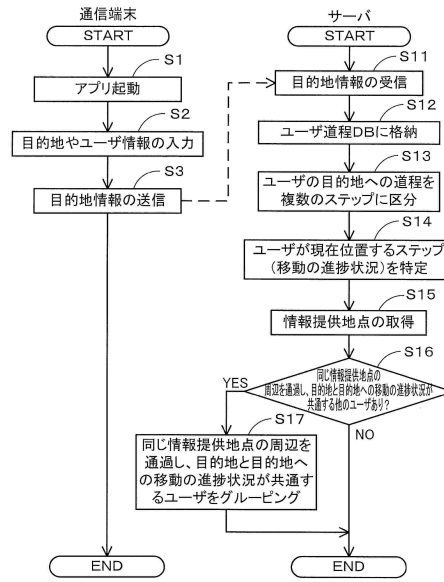 通信端末
START
S1
アプリ起動
S2
目的地やユーザ情報の入力
S3
目的地情報の送信
END
サーバ
START
S11
目的地情報の受信
S12
ユーザ道程DBに格納
S13
ユーザの目的地への道程を
複数のステップに区分
S14
ユーザが現在位置するステップ
(移動の進捗状況)を特定
S15
情報提供地点の取得
S16
同じ情報提供地点の
周辺を通過し、目的地と目的地への移動の進捗状況が
共通する他のユーザあり?
YES
NO
S17
同じ情報提供地点の周辺を
通過し、目的地と目的地へ
の移動の進捗状況が共通す
るユーザをグルーピング
END